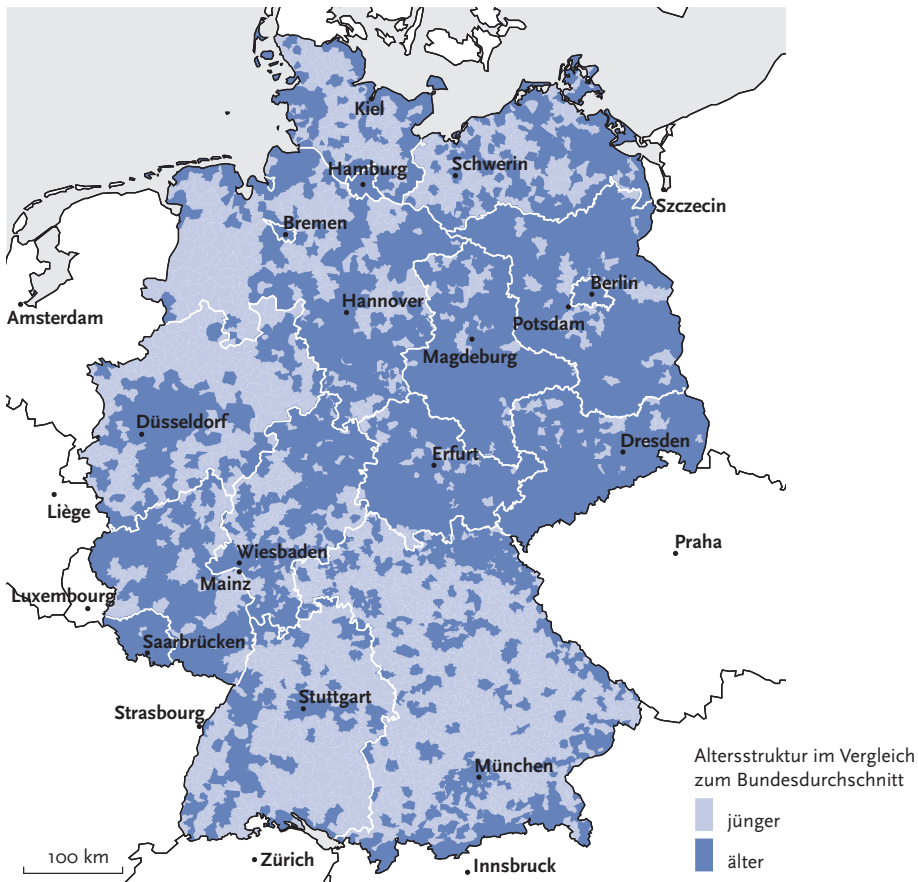 Kiel
Hamburg
Schwerin
Szczecin
Bremen
Berlin
Hannover
Amsterdam
Potsdam
Magdeburg
Düsseldorf
Dresden
Erfurt
Liège
Praha
Wiesbaden
Mainz
Luxembourg
Saarbrücken
Stuttgart
Strasbourg
München
Altersstruktur im Vergleich
zum Bundesdurchschnitt
jünger
älter
100 km
Zürich
Innsbruck